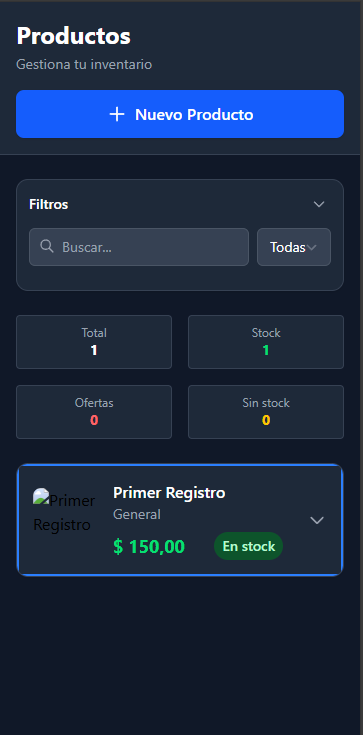 Productos
Gestiona tu inventario
Nuevo Producto
Filtros
Buscar...
Todas
Total
1
Stock
1
Ofertas
0
Sin stock
0
Primer
Registro
Primer Registro
General
$ 150,00
En stock